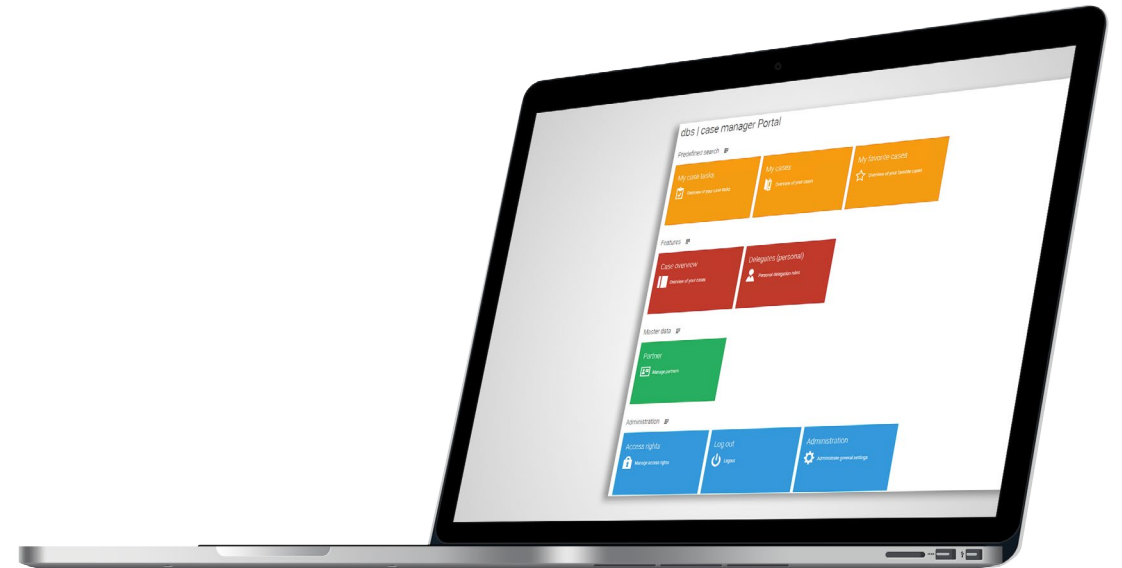 dbs | case manager Portal
Predefined search
My case tasks
Overview of your case tasks
My cases
Overview of your cases
My favorite cases
Overview of your favorite cases
Features
Case overview
Overview of your cases
Delegates (personal)
Personal delegation rules
Master data
Partner
Manage partners
Administration
Access rights
Manage access rights
Log out
Logout
Administration
Administrate general settings